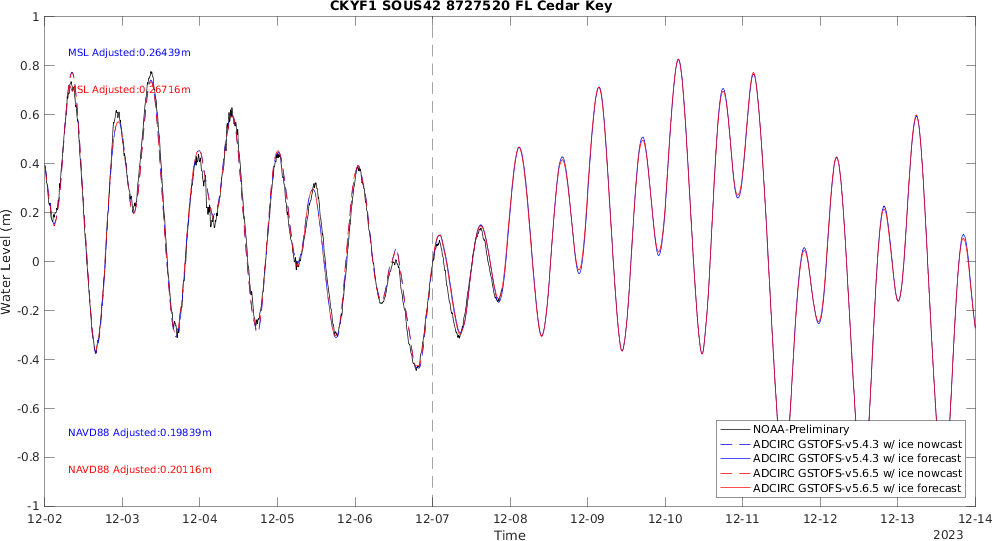 CKYF1 SOUS42 8727520 FL Cedar Key
1
0.8
0.6
0.4
0.2
0
-0.2
-0.4
-0.6
-0.8
-1
Water Level (m)
MSL Adjusted:0.26439m
MSL Adjusted:0.26716m
NAVD88 Adjusted:0.19839m
NAVD88 Adjusted:0.20116m
NOAA-Preliminary
ADCIRC GSTOFS-v5.4.3 w/ ice nowcast
ADCIRC GSTOFS-v5.4.3 w/ ice forecast
ADCIRC GSTOFS-v5.6.5 w/ ice nowcast
ADCIRC GSTOFS-v5.6.5 w/ ice forecast
12-02 12-03 12-04 12-05 12-06 12-07 12-08 12-09 12-10 12-11 12-12 12-13 12-14
Time
2023